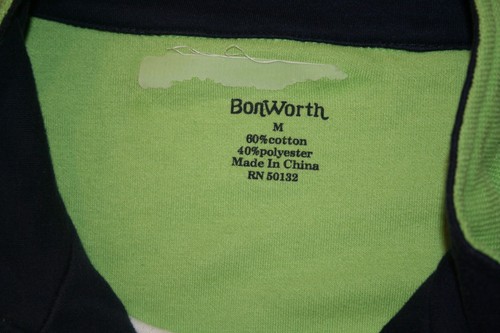 BonWorth
M
60%cotton
40%polyester
Made In China
RN 50132